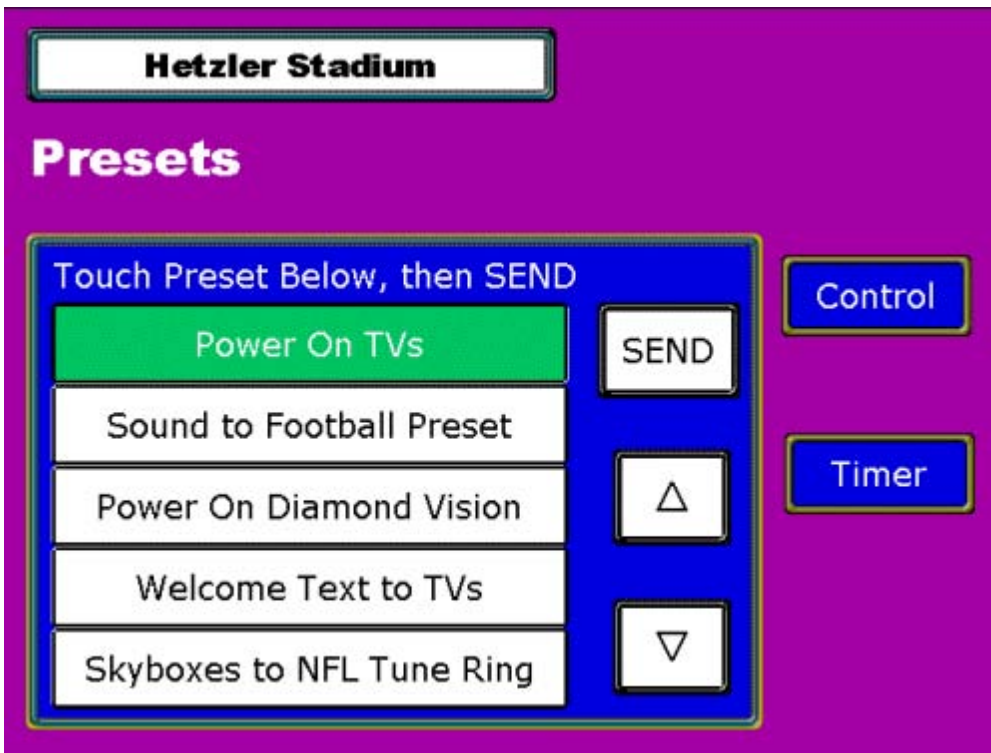 Hetzler Stadium
Presets
Touch Preset Below, then SEND
Power On TVs
SEND
Control
Sound to Football Preset
Power On Diamond Vision
Timer
Welcome Text to TVs
Skyboxes to NFL Tune Ring